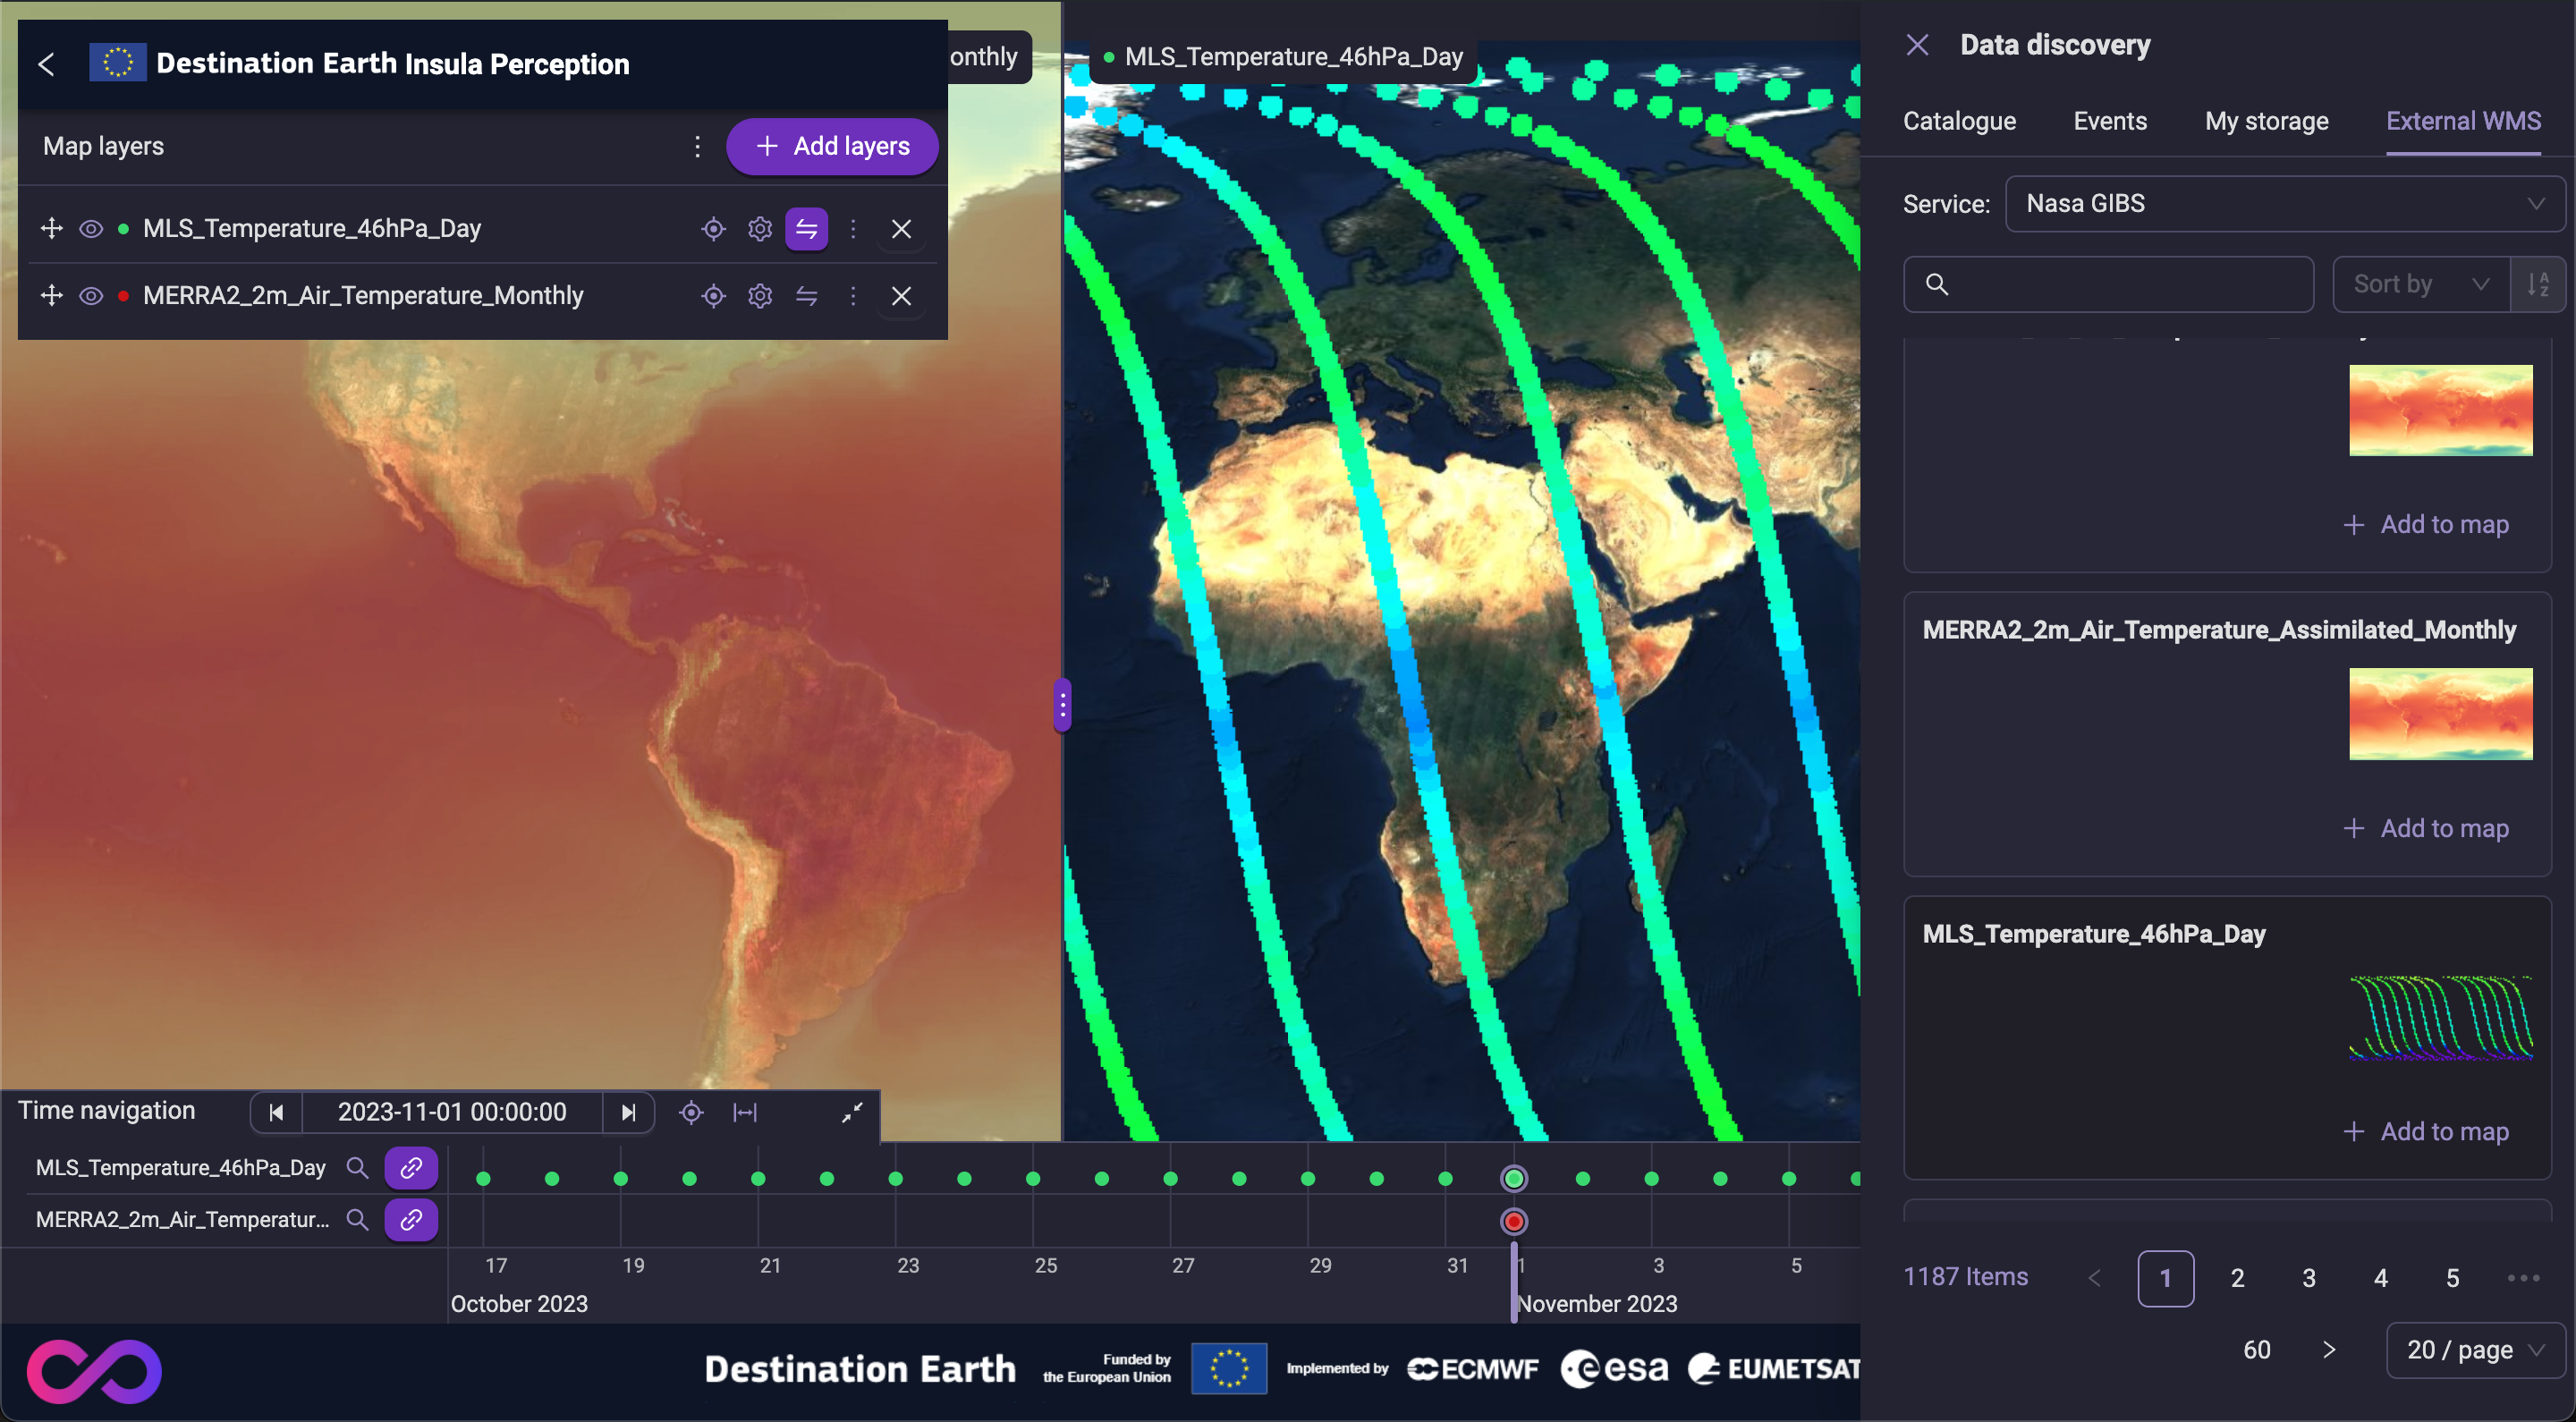 Destination Earth Insula Perception
onthly
MLS_Temperature_46hPa_Day
Map layers
Add layers
MLS_Temperature_46hPa_Day
MERRA2_2m_Air_Temperature_Monthly
Data discovery
Catalogue Events My storage External WMS
Service: Nasa GIBS
Sort by
A
Z
Add to map
MERRA2_2m_Air_Temperature_Assimilated_Monthly
Add to map
MLS_Temperature_46hPa_Day
Add to map
1187 Items 1 2 3 4 5 •••
60 20 / page
Time navigation 2023-11-01 00:00:00
MLS_Temperature_46hPa_Day
MERRA2_2m_Air_Temperatur...
17 19 21 23 25 27 29 31 1 3 5
October 2023 November 2023
Destination Earth
Funded by
the European Union
Implemented by
ECMWF
esa
EUMETSAT